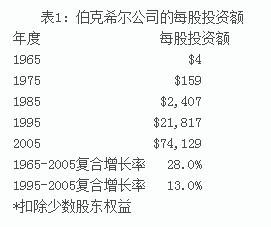 表1：伯克希尔公司的每股投资额
年度 每股投资额
1965 $4
1975 $159
1985 $2,407
1995 $21,817
2005 $74,129
1965-2005复合增长率 28.0%
1995-2005复合增长率 13.0%
*扣除少数股东权益